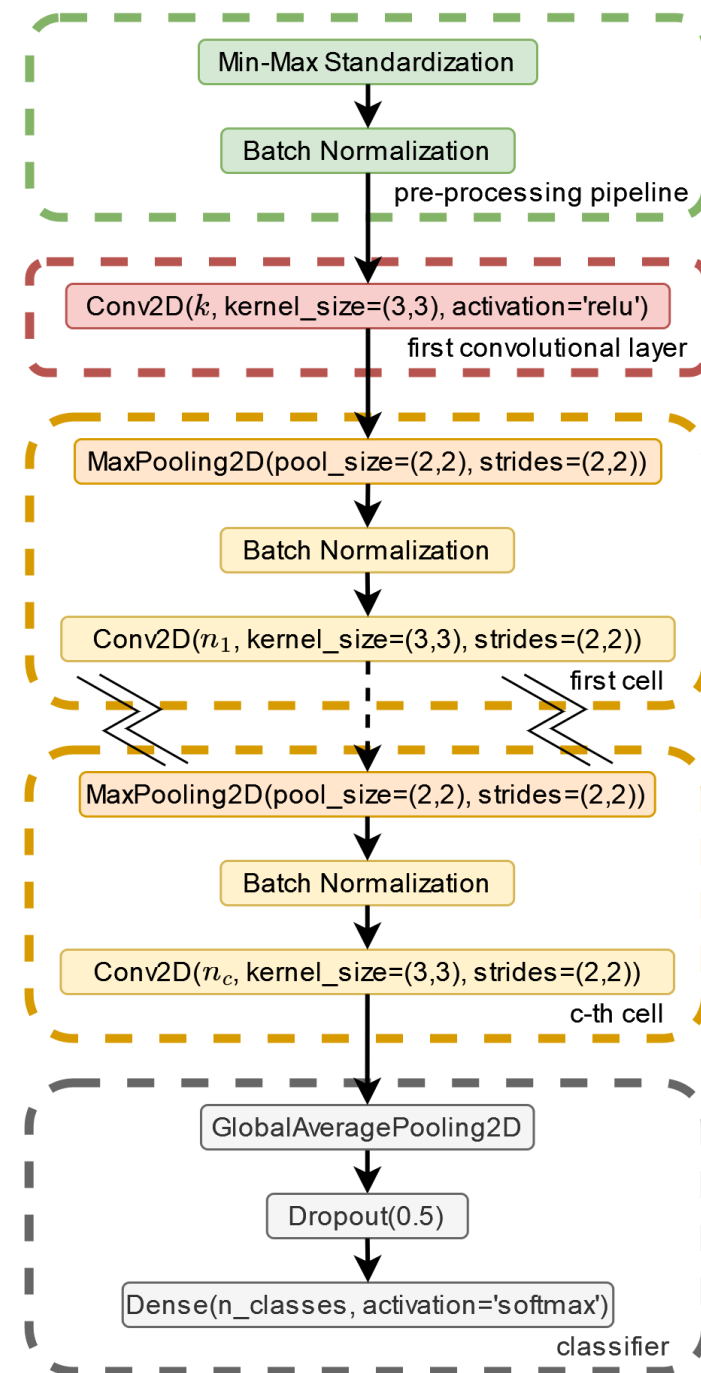 Min-Max Standardization
Batch Normalization
pre-processing pipeline
Conv2D(k, kernel_size=(3,3), activation='relu')
first convolutional layer
MaxPooling2D(pool_size=(2,2), strides=(2,2))
Batch Normalization
Conv2D(n₁, kernel_size=(3,3), strides=(2,2))
first cell
MaxPooling2D(pool_size=(2,2), strides=(2,2))
Batch Normalization
Conv2D(n_c, kernel_size=(3,3), strides=(2,2))
c-th cell
GlobalAveragePooling2D
Dropout(0.5)
Dense(n_classes, activation='softmax')
classifier